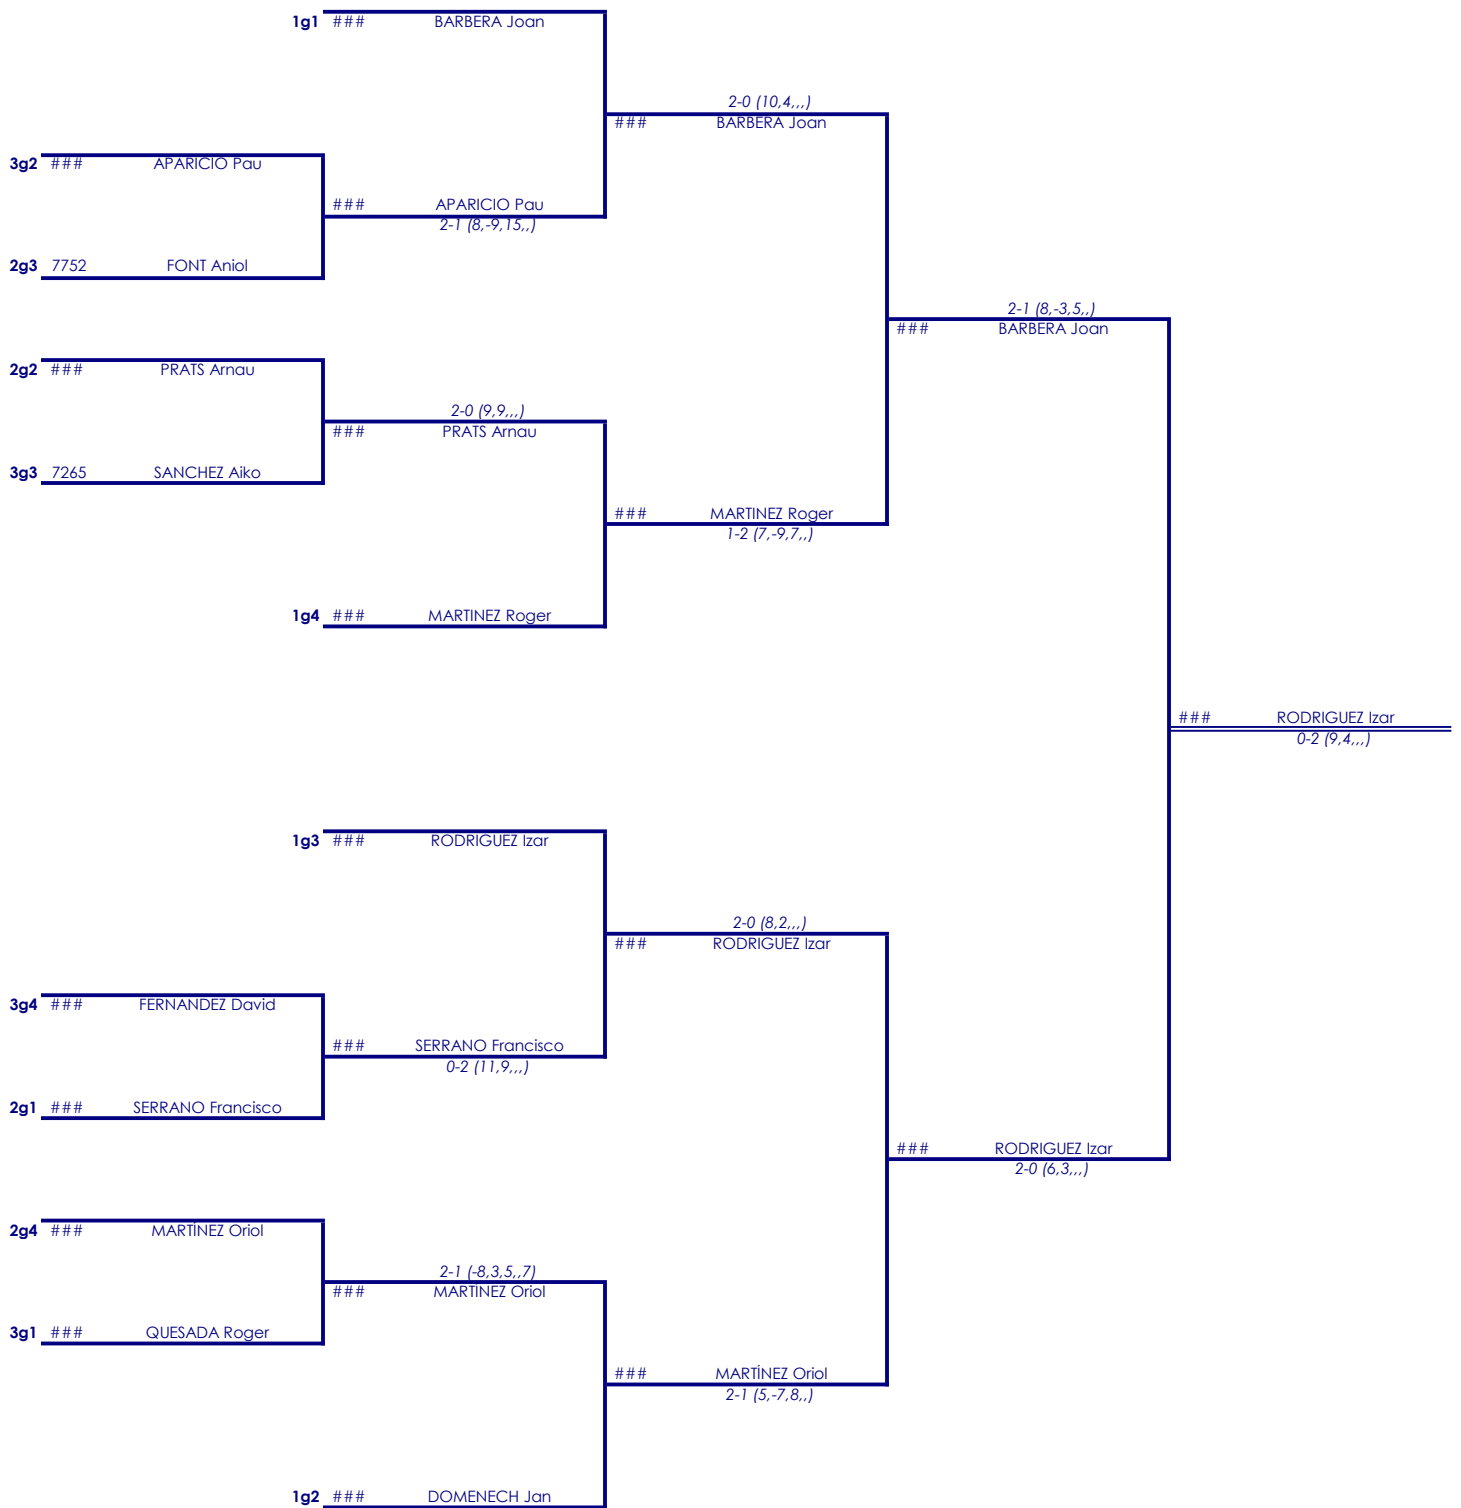 1g1 ### BARBERA Joan
2-0 (10,4,,,)
### BARBERA Joan
3g2 ### APARICIO Pau
### APARICIO Pau
2-1 (8,-9,15,,)
2g3 7752 FONT Aniol
2-1 (8,-3,5,,)
### BARBERA Joan
2g2 ### PRATS Arnau
2-0 (9,9,,,)
### PRATS Arnau
3g3 7265 SANCHEZ Aiko
### MARTINEZ Roger
1-2 (7,-9,7,,)
1g4 ### MARTINEZ Roger
### RODRIGUEZ Izar
0-2 (9,4,,,)
1g3 ### RODRIGUEZ Izar
2-0 (8,2,,,)
### RODRIGUEZ Izar
3g4 ### FERNANDEZ David
### SERRANO Francisco
0-2 (11,9,,,)
2g1 ### SERRANO Francisco
### RODRIGUEZ Izar
2-0 (6,3,,,)
2g4 ### MARTÍNEZ Oriol
2-1 (-8,3,5,,7)
### MARTÍNEZ Oriol
3g1 ### QUESADA Roger
### MARTÍNEZ Oriol
2-1 (5,-7,8,,)
1g2 ### DOMENECH Jan